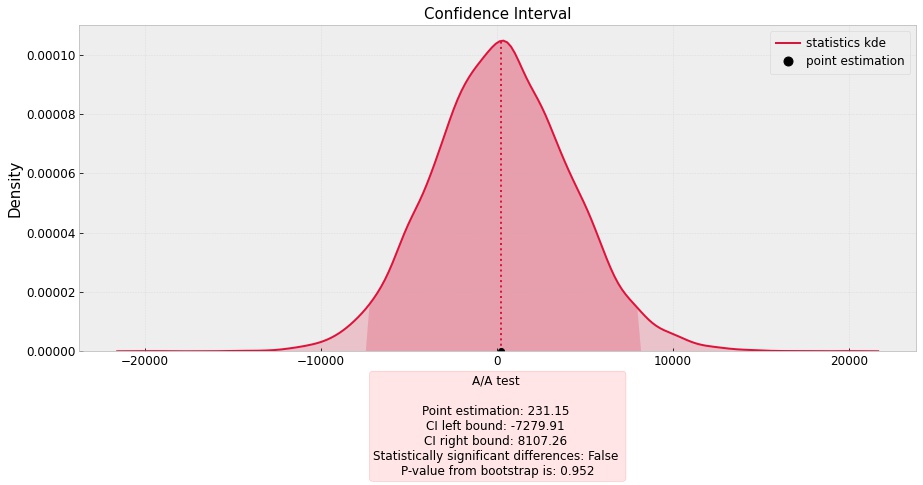 Confidence Interval
statistics kde
point estimation
Density
0.00010
0.00008
0.00006
0.00004
0.00002
0.00000
−20000
−10000
0
10000
20000
A/A test
Point estimation: 231.15
CI left bound: -7279.91
CI right bound: 8107.26
Statistically significant differences: False
P-value from bootstrap is: 0.952